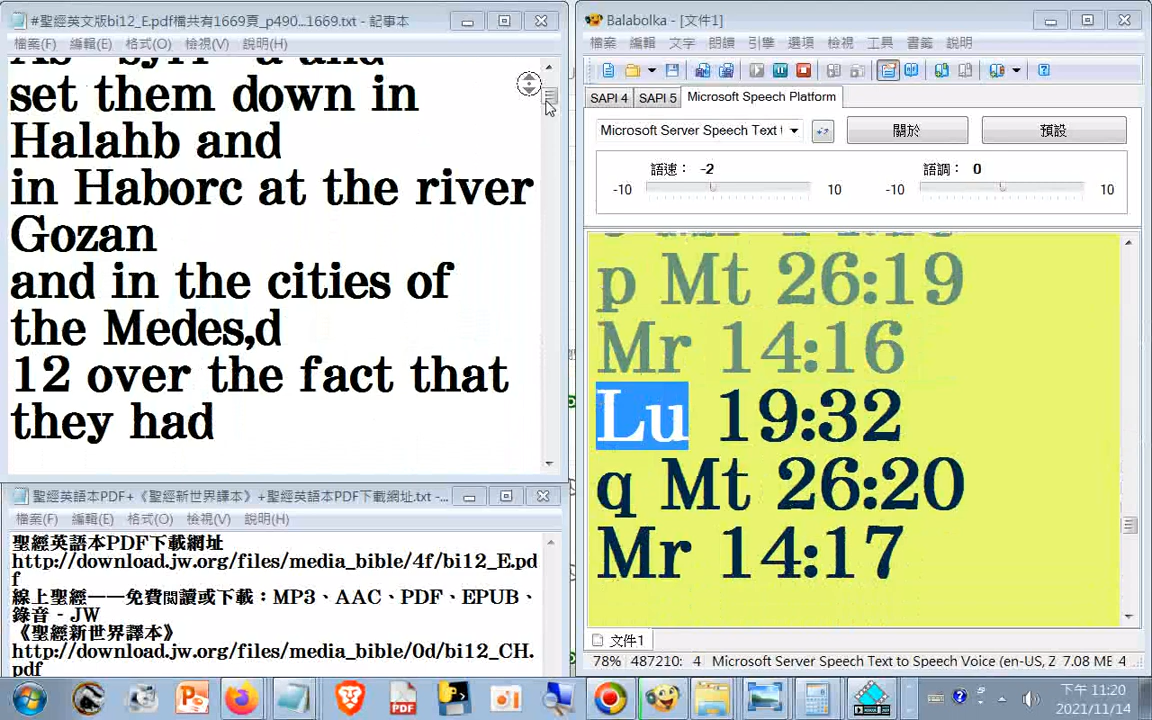 #聖經英文版bi12_E.pdf檔共有1669頁_p490...1669.txt - 記事本
檔案(F) 編輯(E) 格式(O) 檢視(V) 說明(H)
set them down in
Halahb and
in Haborc at the river
Gozan
and in the cities of
the Medes,d
12 over the fact that
they had
聖經英語本PDF+《聖經新世界譯本》+聖經英語本PDF下載網址.txt -...
檔案(F) 編輯(E) 格式(O) 檢視(V) 說明(H)
聖經英語本PDF下載網址
http://download.jw.org/files/media_bible/4f/bi12_E.pd
f
線上聖經——免費閱讀或下載：MP3、AAC、PDF、EPUB、
錄音 - JW
《聖經新世界譯本》
http://download.jw.org/files/media_bible/0d/bi12_CH.
pdf
Balabolka - [文件1]
檔案 編輯 文字 朗讀 引擎 選項 檢視 工具 書籤 說明
SAPI 4 SAPI 5 Microsoft Speech Platform
Microsoft Server Speech Text 關於 預設
語速： -2 語調： 0
-10 10 -10 10
p Mt 26:19
Mr 14:16
Lu 19:32
q Mt 26:20
Mr 14:17
文件1
78% 487210: 4 Microsoft Server Speech Text to Speech Voice (en-US, Z 7.08 ME 4
下午 11:20
2021/11/14